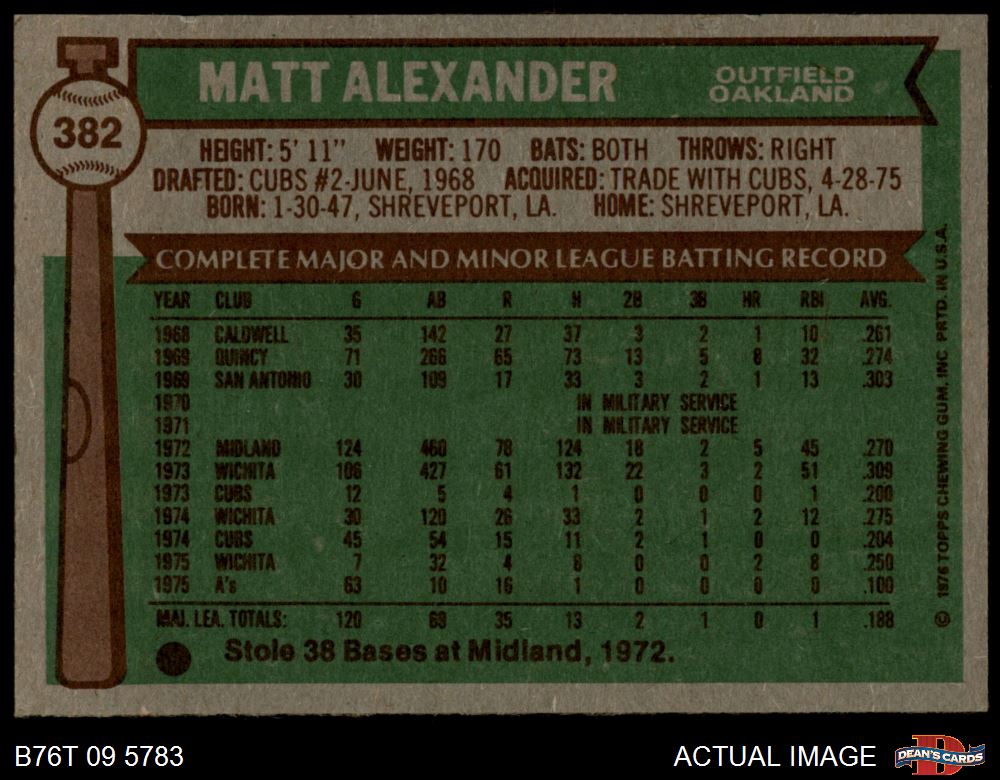 MATT ALEXANDER
OUTFIELD
OAKLAND
382
HEIGHT: 5' 11" WEIGHT: 170 BATS: BOTH THROWS: RIGHT
DRAFTED: CUBS #2-JUNE, 1968 ACQUIRED: TRADE WITH CUBS, 4-28-75
BORN: 1-30-47, SHREVEPORT, LA. HOME: SHREVEPORT, LA.
COMPLETE MAJOR AND MINOR LEAGUE BATTING RECORD
YEAR CLUB G AB R H 2B 3B HR RBI AVG.
1968 CALDWELL 35 142 27 37 3 2 1 10 .261
1969 QUINCY 71 266 65 73 13 5 8 32 .274
1969 SAN ANTONIO 30 109 17 33 3 2 1 13 .303
1970 IN MILITARY SERVICE
1971 IN MILITARY SERVICE
1972 MIDLAND 124 460 78 124 18 2 5 45 .270
1973 WICHITA 106 427 61 132 22 3 2 51 .309
1973 CUBS 12 5 4 1 0 0 0 1 .200
1974 WICHITA 30 120 26 33 2 1 2 12 .275
1974 CUBS 45 54 15 11 2 1 0 0 .204
1975 WICHITA 7 32 4 8 0 0 2 8 .250
1975 A's 63 10 16 1 0 0 0 0 .100
MAJ. LEA. TOTALS: 120 69 35 13 2 1 0 1 .188
Stole 38 Bases at Midland, 1972.
© 1976 TOPPS CHEWING GUM, INC PRTD. IN U.S.A.
B76T 09 5783
ACTUAL IMAGE
DEAN'S CARDS